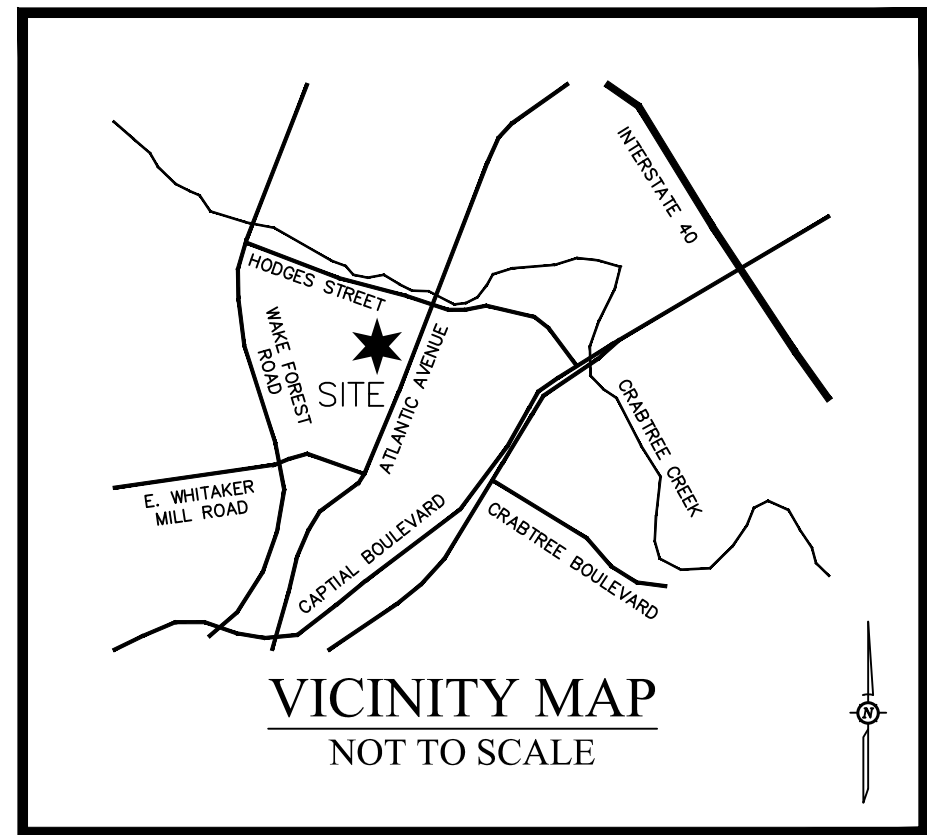 INTERSTATE 40
HODGES STREET
WAKE FOREST
ROAD
SITE
ATLANTIC AVENUE
CRABTREE CREEK
E. WHITAKER
MILL ROAD
CAPTIAL BOULEVARD
CRABTREE BOULEVARD
VICINITY MAP
NOT TO SCALE
N